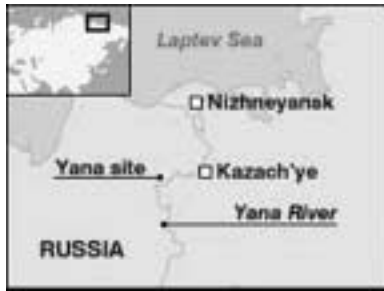 Laptev Sea
Nizhneyansk
Yana site
Kazach'ye
Yana River
RUSSIA